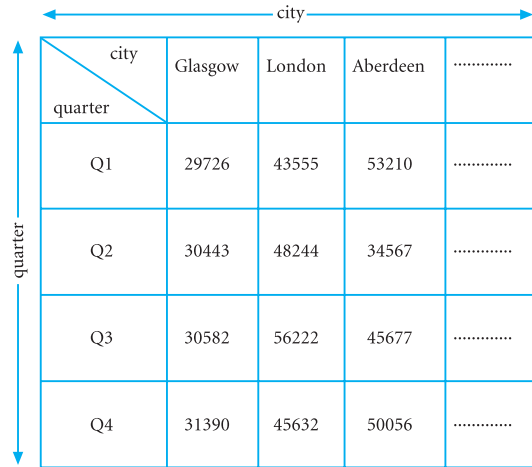 city
city
quarter
Glasgow London Aberdeen .............
quarter
Q1 29726 43555 53210 .............
Q2 30443 48244 34567 .............
Q3 30582 56222 45677 .............
Q4 31390 45632 50056 .............